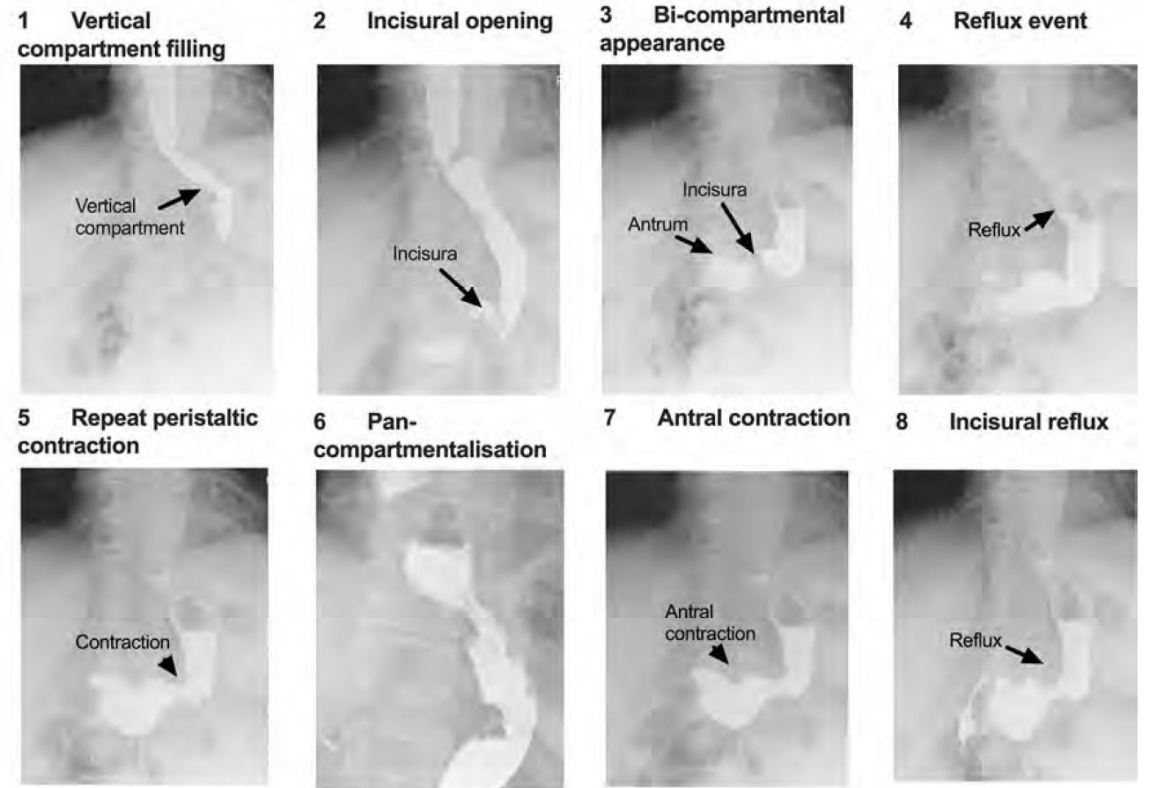 1 Vertical
compartment filling
2 Incisural opening
3 Bi-compartmental
appearance
4 Reflux event
Vertical
compartment
Incisura
Incisura
Antrum
Reflux
5 Repeat peristaltic
contraction
6 Pan-
compartmentalisation
7 Antral contraction
8 Incisural reflux
Contraction
Antral
contraction
Reflux